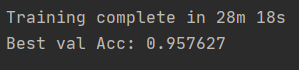 Training complete in 28m 18s
Best val Acc: 0.957627